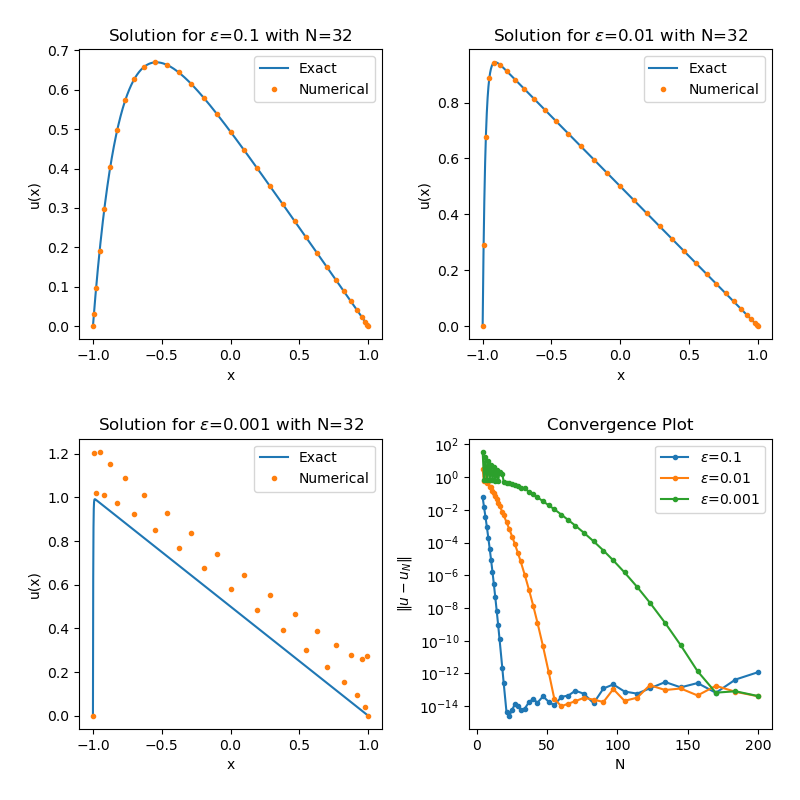 Solution for ε=0.1 with N=32
0.7
0.6
0.5
0.4
0.3
0.2
0.1
0.0
u(x)
Exact
Numerical
−1.0 −0.5 0.0 0.5 1.0
x
Solution for ε=0.01 with N=32
0.8
0.6
0.4
0.2
0.0
u(x)
Exact
Numerical
−1.0 −0.5 0.0 0.5 1.0
x
Solution for ε=0.001 with N=32
1.2
1.0
0.8
0.6
0.4
0.2
0.0
u(x)
Exact
Numerical
−1.0 −0.5 0.0 0.5 1.0
x
Convergence Plot
10²
10⁰
10⁻²
10⁻⁴
10⁻⁶
10⁻⁸
10⁻¹⁰
10⁻¹²
10⁻¹⁴
||u − u_N||
ε=0.1
ε=0.01
ε=0.001
0 50 100 150 200
N